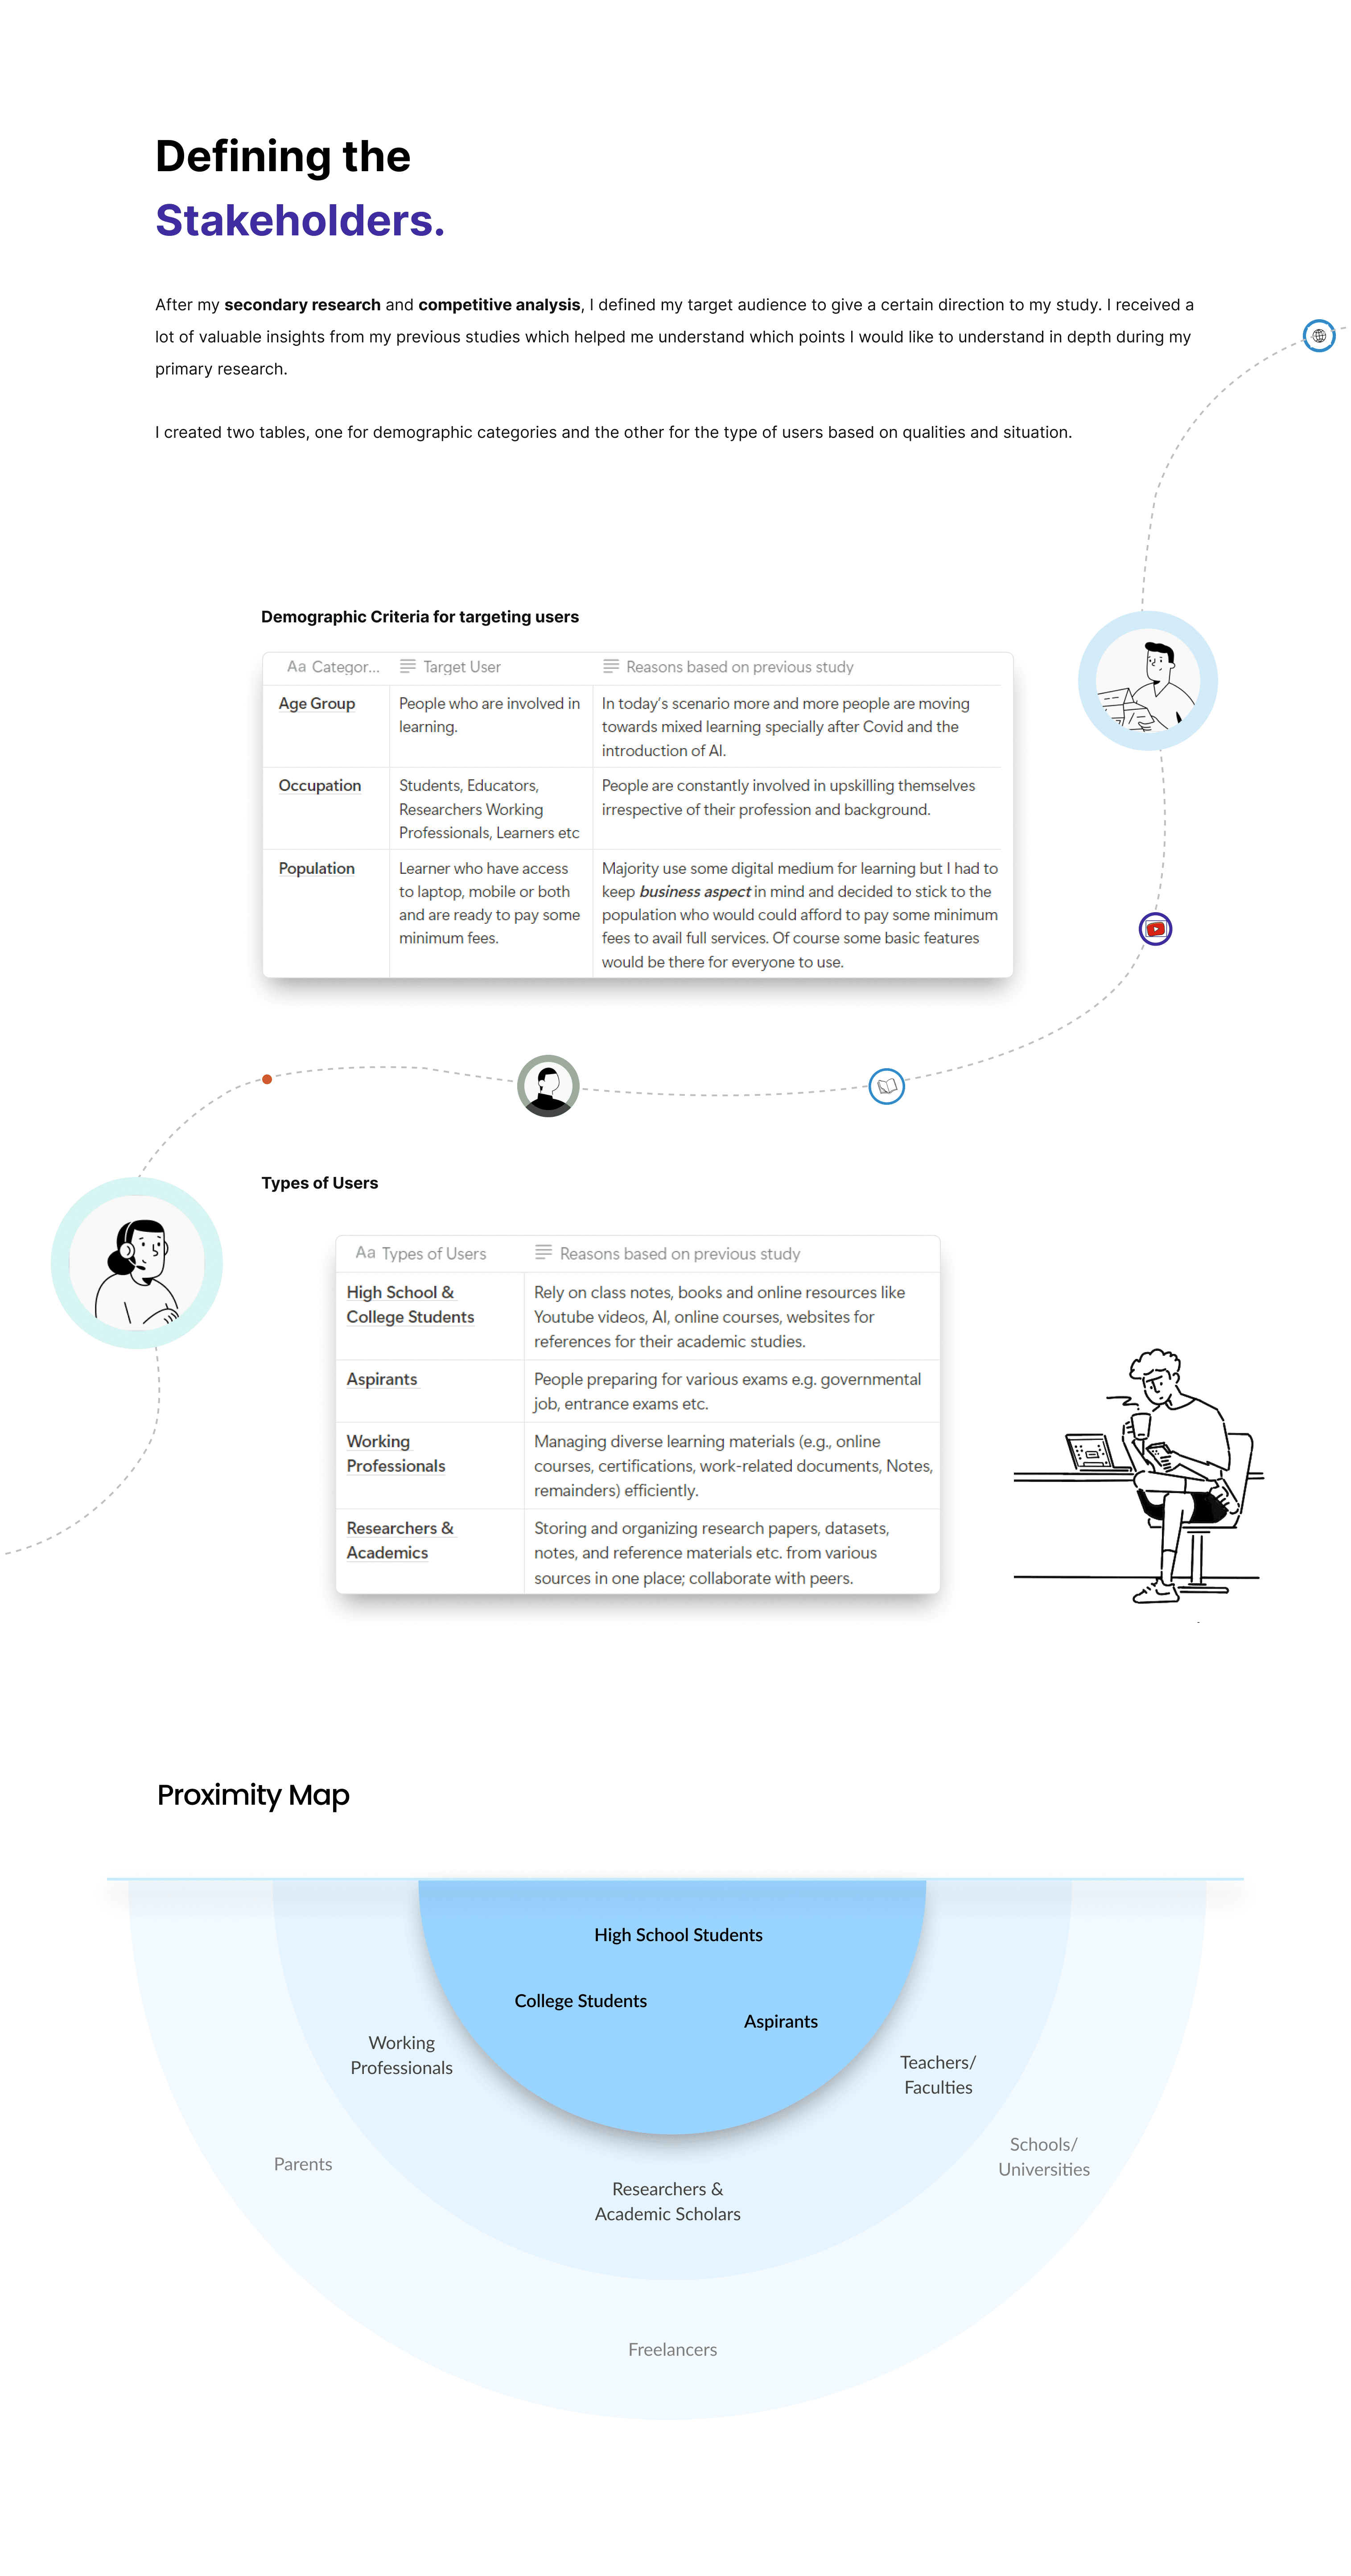 Defining the
Stakeholders.
After my secondary research and competitive analysis, I defined my target audience to give a certain direction to my study. I received a
lot of valuable insights from my previous studies which helped me understand which points I would like to understand in depth during my
primary research.
I created two tables, one for demographic categories and the other for the type of users based on qualities and situation.
Demographic Criteria for targeting users
Aa Categor... Target User Reasons based on previous study
Age Group
People who are involved in
learning.
In today's scenario more and more people are moving
towards mixed learning specially after Covid and the
introduction of AI.
Occupation
Students, Educators,
Researchers Working
Professionals, Learners etc
People are constantly involved in upskilling themselves
irrespective of their profession and background.
Population
Learner who have access
to laptop, mobile or both
and are ready to pay some
minimum fees.
Majority use some digital medium for learning but I had to
keep business aspect in mind and decided to stick to the
population who would could afford to pay some minimum
fees to avail full services. Of course some basic features
would be there for everyone to use.
Types of Users
Aa Types of Users Reasons based on previous study
High School &
College Students
Rely on class notes, books and online resources like
Youtube videos, AI, online courses, websites for
references for their academic studies.
Aspirants
People preparing for various exams e.g. governmental
job, entrance exams etc.
Working
Professionals
Managing diverse learning materials (e.g., online
courses, certifications, work-related documents, Notes,
remainders) efficiently.
Researchers &
Academics
Storing and organizing research papers, datasets,
notes, and reference materials etc. from various
sources in one place; collaborate with peers.
Proximity Map
High School Students
College Students
Aspirants
Working
Professionals
Teachers/
Faculties
Parents
Schools/
Universities
Researchers &
Academic Scholars
Freelancers